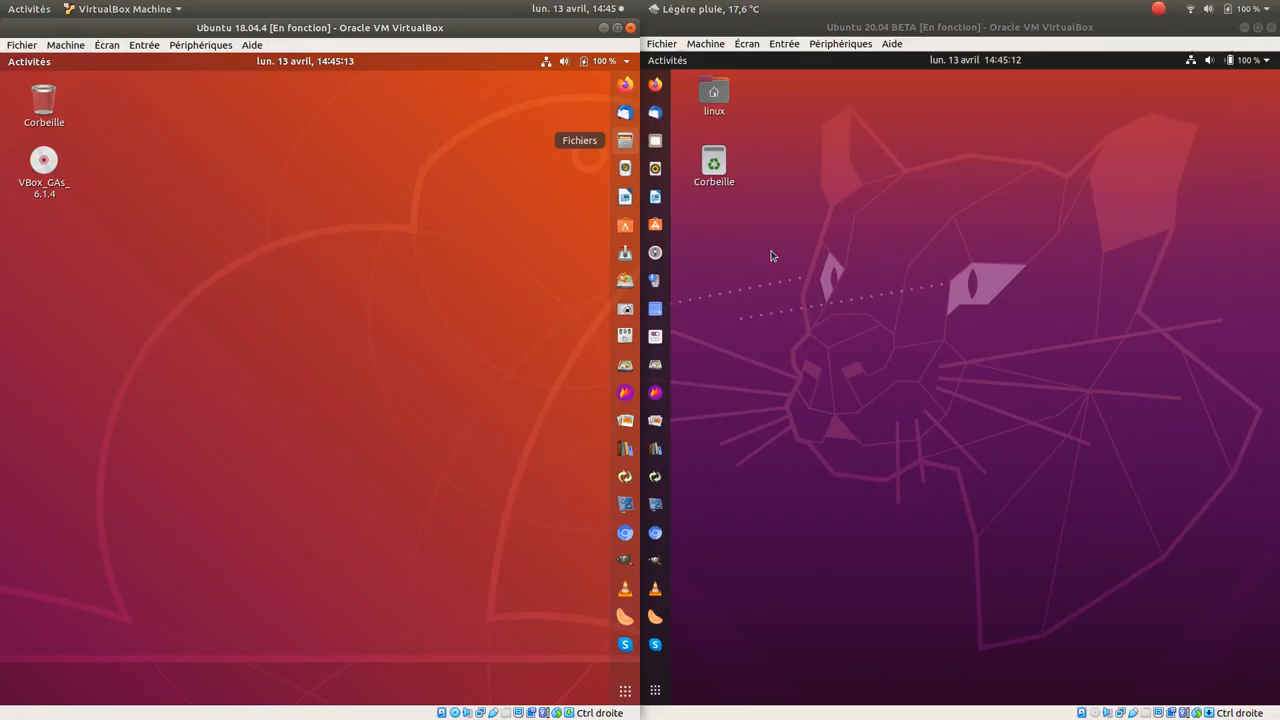 Activités VirtualBox Machine lun. 13 avril, 14:45 Légère pluie, 17,6 °C 100 %
Ubuntu 18.04.4 [En fonction] - Oracle VM VirtualBox
Fichier Machine Écran Entrée Périphériques Aide
Activités lun. 13 avril, 14:45:13 100 %
Corbeille
VBox_GAs_
6.1.4
Fichiers
Ctrl droite
Ubuntu 20.04 BETA [En fonction] - Oracle VM VirtualBox
Fichier Machine Écran Entrée Périphériques Aide
Activités lun. 13 avril 14:45:12 100 %
linux
Corbeille
Ctrl droite